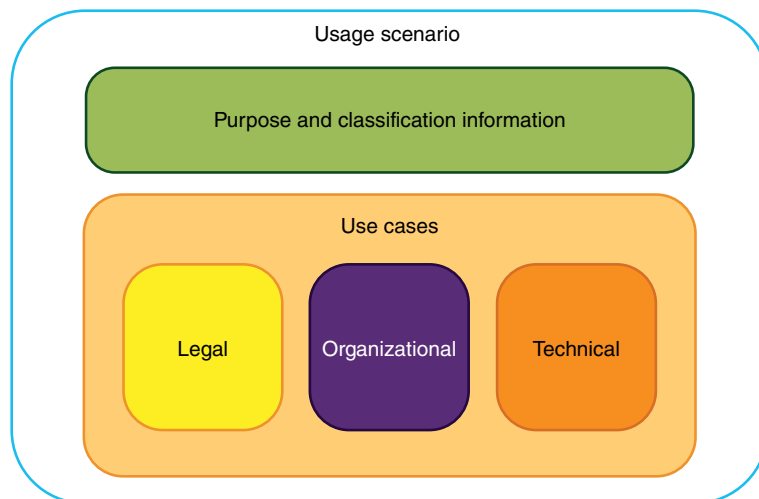 Usage scenario
Purpose and classification information
Use cases
Legal
Organizational
Technical